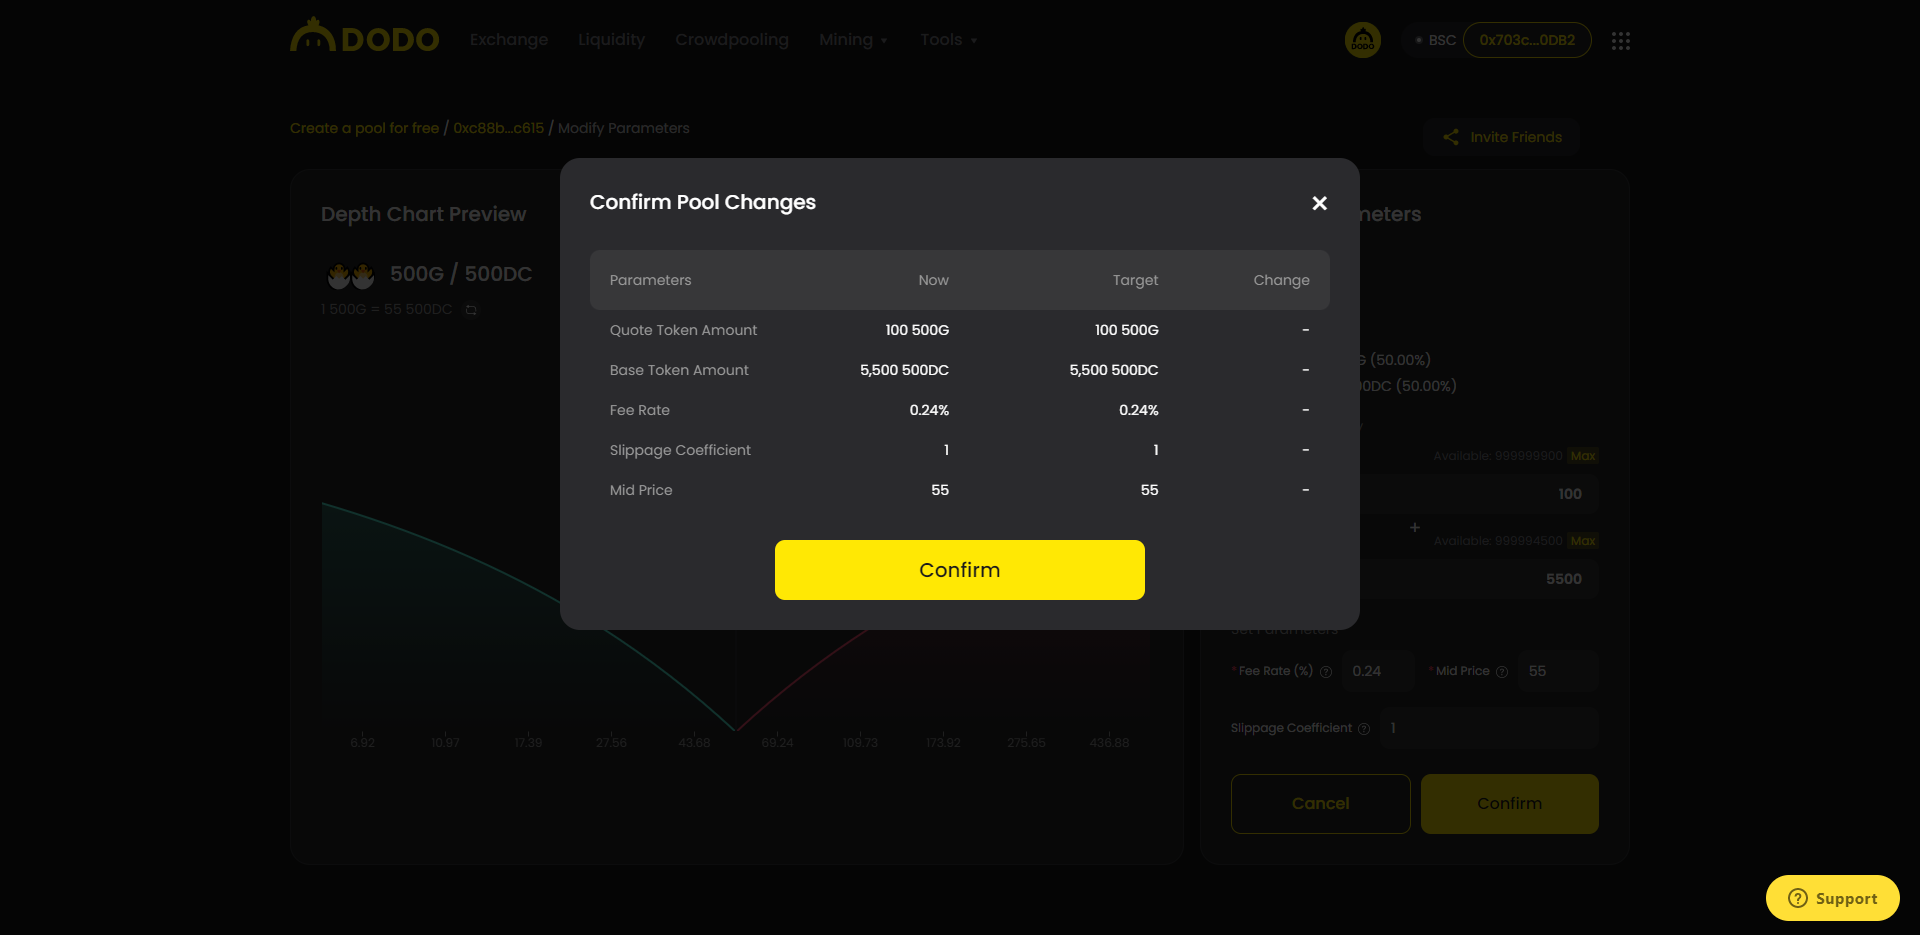 DODO
Exchange Liquidity Crowdpooling Mining Tools
DODO
BSC 0x703c...0DB2
Create a pool for free / 0xc88b...c615 / Modify Parameters
Invite Friends
Depth Chart Preview
500G / 500DC
1 500G = 55 500DC
Confirm Pool Changes
Parameters Now Target Change
Quote Token Amount 100 500G 100 500G -
Base Token Amount 5,500 500DC 5,500 500DC -
Fee Rate 0.24% 0.24% -
Slippage Coefficient 1 1 -
Mid Price 55 55 -
Confirm
meters
G (50.00%)
0DC (50.00%)
Available: 999999900 Max
100
+
Available: 999994500 Max
5500
Set Parameters
* Fee Rate (%) ? 0.24 * Mid Price ? 55
Slippage Coefficient ? 1
Cancel Confirm
6.92 10.97 17.39 27.56 43.68 69.24 109.73 173.92 275.65 436.88
? Support